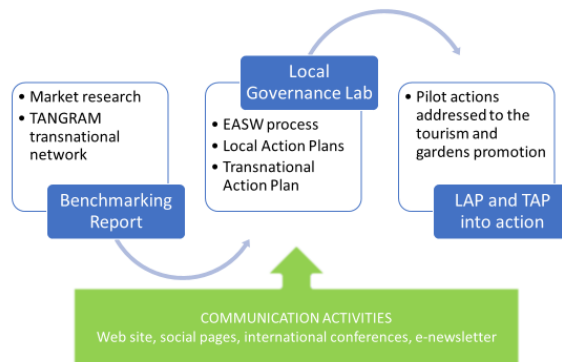 • Market research
• TANGRAM
transnational
network
Benchmarking
Report
Local
Governance Lab
• EASW process
• Local Action Plans
• Transnational
Action Plan
• Pilot actions
addressed to the
tourism and
gardens promotion
LAP and TAP
into action
COMMUNICATION ACTIVITIES
Web site, social pages, international conferences, e-newsletter